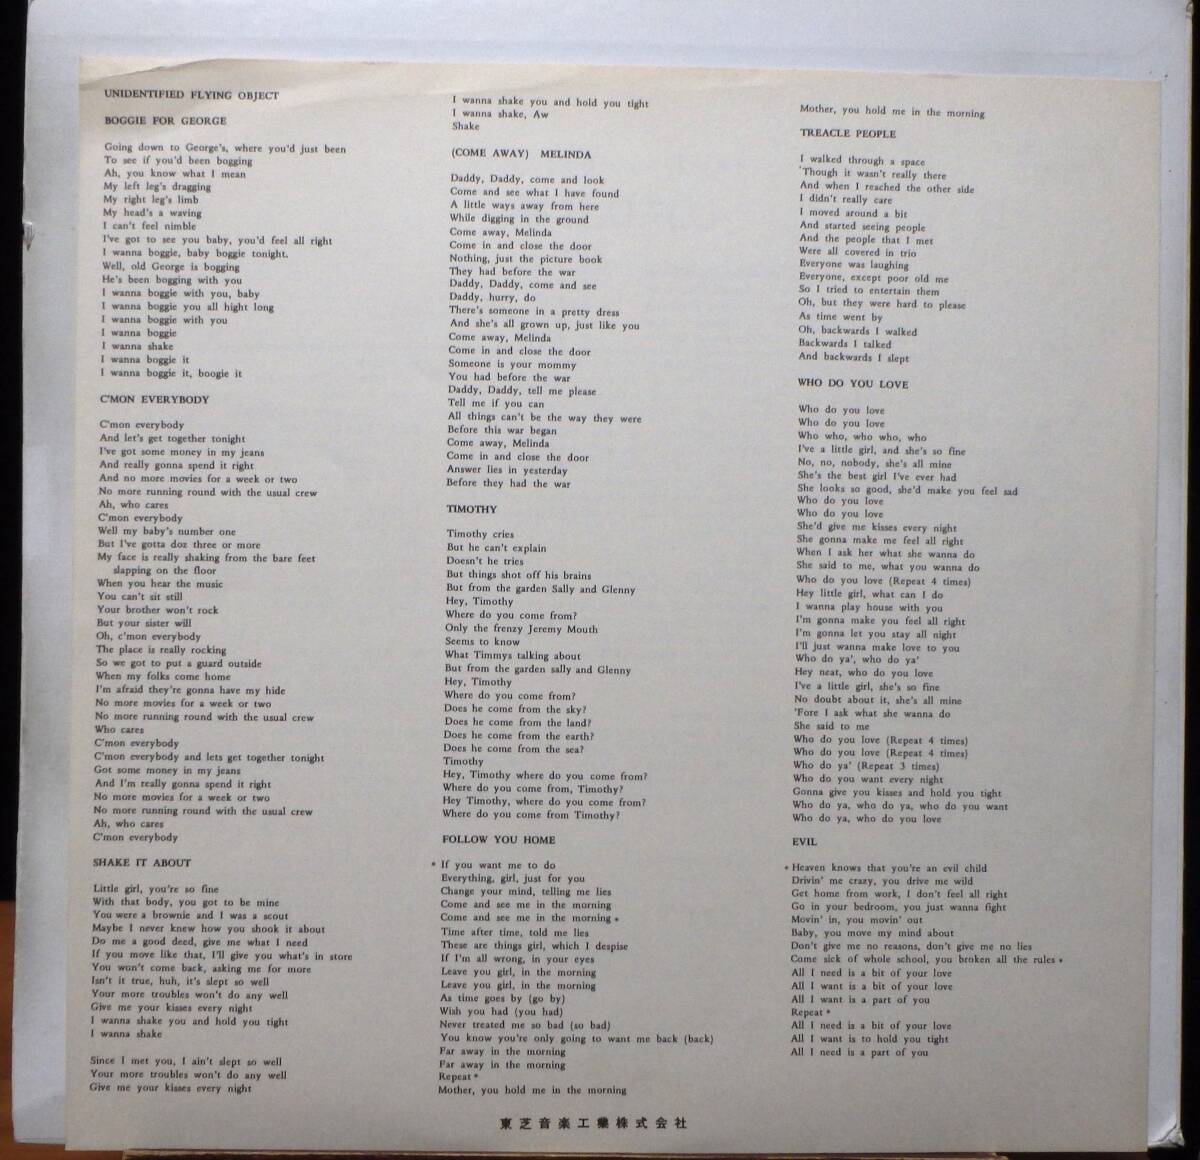 UNIDENTIFIED FLYING OBJECT
BOGGIE FOR GEORGE
Going down to George's, where you'd just been
To see if you'd been bogging
Ah, you know what I mean
My left leg's dragging
My right leg's limb
My head's a waving
I can't feel nimble
I've got to see you baby, you'd feel all right
I wanna boggie, baby boggie tonight.
Well, old George is bogging
He's been bogging with you
I wanna boggie with you, baby
I wanna boggie you all hight long
I wanna boggie with you
I wanna boggie
I wanna shake
I wanna boggie it
I wanna boggie it, boogie it
C'MON EVERYBODY
C'mon everybody
And let's get together tonight
I've got some money in my jeans
And really gonna spend it right
And no more movies for a week or two
No more running round with the usual crew
Ah, who cares
C'mon everybody
Well my baby's number one
But I've gotta doz three or more
My face is really shaking from the bare feet
slapping on the floor
When you hear the music
You can't sit still
Your brother won't rock
But your sister will
Oh, c'mon everybody
The place is really rocking
So we got to put a guard outside
When my folks come home
I'm afraid they're gonna have my hide
No more movies for a week or two
No more running round with the usual crew
Who cares
C'mon everybody
C'mon everybody and lets get together tonight
Got some money in my jeans
And I'm really gonna spend it right
No more movies for a week or two
No more running round with the usual crew
Ah, who cares
C'mon everybody
SHAKE IT ABOUT
Little girl, you're so fine
With that body, you got to be mine
You were a brownie and I was a scout
Maybe I never knew how you shook it about
Do me a good deed, give me what I need
If you move like that, I'll give you what's in store
You won't come back, asking me for more
Isn't it true, huh, it's slept so well
Your more troubles won't do any well
Give me your kisses every night
I wanna shake you and hold you tight
I wanna shake
Since I met you, I ain't slept so well
Your more troubles won't do any well
Give me your kisses every night
I wanna shake you and hold you tight
I wanna shake, Aw
Shake
(COME AWAY) MELINDA
Daddy, Daddy, come and look
Come and see what I have found
A little ways away from here
While digging in the ground
Come away, Melinda
Come in and close the door
Nothing, just the picture book
They had before the war
Daddy, Daddy, come and see
Daddy, hurry, do
There's someone in a pretty dress
And she's all grown up, just like you
Come away, Melinda
Come in and close the door
Someone is your mommy
You had before the war
Daddy, Daddy, tell me please
Tell me if you can
All things can't be the way they were
Before this war began
Come away, Melinda
Come in and close the door
Answer lies in yesterday
Before they had the war
TIMOTHY
Timothy cries
But he can't explain
Doesn't he tries
But things shot off his brains
But from the garden Sally and Glenny
Hey, Timothy
Where do you come from?
Only the frenzy Jeremy Mouth
Seems to know
What Timmys talking about
But from the garden sally and Glenny
Hey, Timothy
Where do you come from?
Does he come from the sky?
Does he come from the land?
Does he come from the earth?
Does he come from the sea?
Timothy
Hey, Timothy where do you come from?
Where do you come from, Timothy?
Hey Timothy, where do you come from?
Where do you come from Timothy?
FOLLOW YOU HOME
* If you want me to do
Everything, girl, just for you
Change your mind, telling me lies
Come and see me in the morning
Come and see me in the morning *
Time after time, told me lies
These are things girl, which I despise
If I'm all wrong, in your eyes
Leave you girl, in the morning
Leave you girl, in the morning
As time goes by (go by)
Wish you had (you had)
Never treated me so bad (so bad)
You know you're only going to want me back (back)
Far away in the morning
Far away in the morning
Repeat *
Mother, you hold me in the morning
Mother, you hold me in the morning
TREACLE PEOPLE
I walked through a space
'Though it wasn't really there
And when I reached the other side
I didn't really care
I moved around a bit
And started seeing people
And the people that I met
Were all covered in trio
Everyone was laughing
Everyone, except poor old me
So I tried to entertain them
Oh, but they were hard to please
As time went by
Oh, backwards I walked
Backwards I talked
And backwards I slept
WHO DO YOU LOVE
Who do you love
Who do you love
Who who, who who, who
I've a little girl, and she's so fine
No, no, nobody, she's all mine
She's the best girl I've ever had
She looks so good, she'd make you feel sad
Who do you love
Who do you love
She'd give me kisses every night
She gonna make me feel all right
When I ask her what she wanna do
She said to me, what you wanna do
Who do you love (Repeat 4 times)
Hey little girl, what can I do
I wanna play house with you
I'm gonna make you feel all right
I'm gonna let you stay all night
I'll just wanna make love to you
Who do ya', who do ya'
Hey neat, who do you love
I've a little girl, she's so fine
No doubt about it, she's all mine
'Fore I ask what she wanna do
She said to me
Who do you love (Repeat 4 times)
Who do you love (Repeat 4 times)
Who do ya' (Repeat 3 times)
Who do you want every night
Gonna give you kisses and hold you tight
Who do ya, who do ya, who do you want
Who do ya, who do you love
EVIL
* Heaven knows that you're an evil child
Drivin' me crazy, you drive me wild
Get home from work, I don't feel all right
Go in your bedroom, you just wanna fight
Movin' in, you movin' out
Baby, you move my mind about
Don't give me no reasons, don't give me no lies
Come sick of whole school, you broken all the rules *
All I need is a bit of your love
All I want is a bit of your love
All I want is a part of you
Repeat *
All I need is a bit of your love
All I want is to hold you tight
All I need is a part of you
東芝音楽工業株式会社